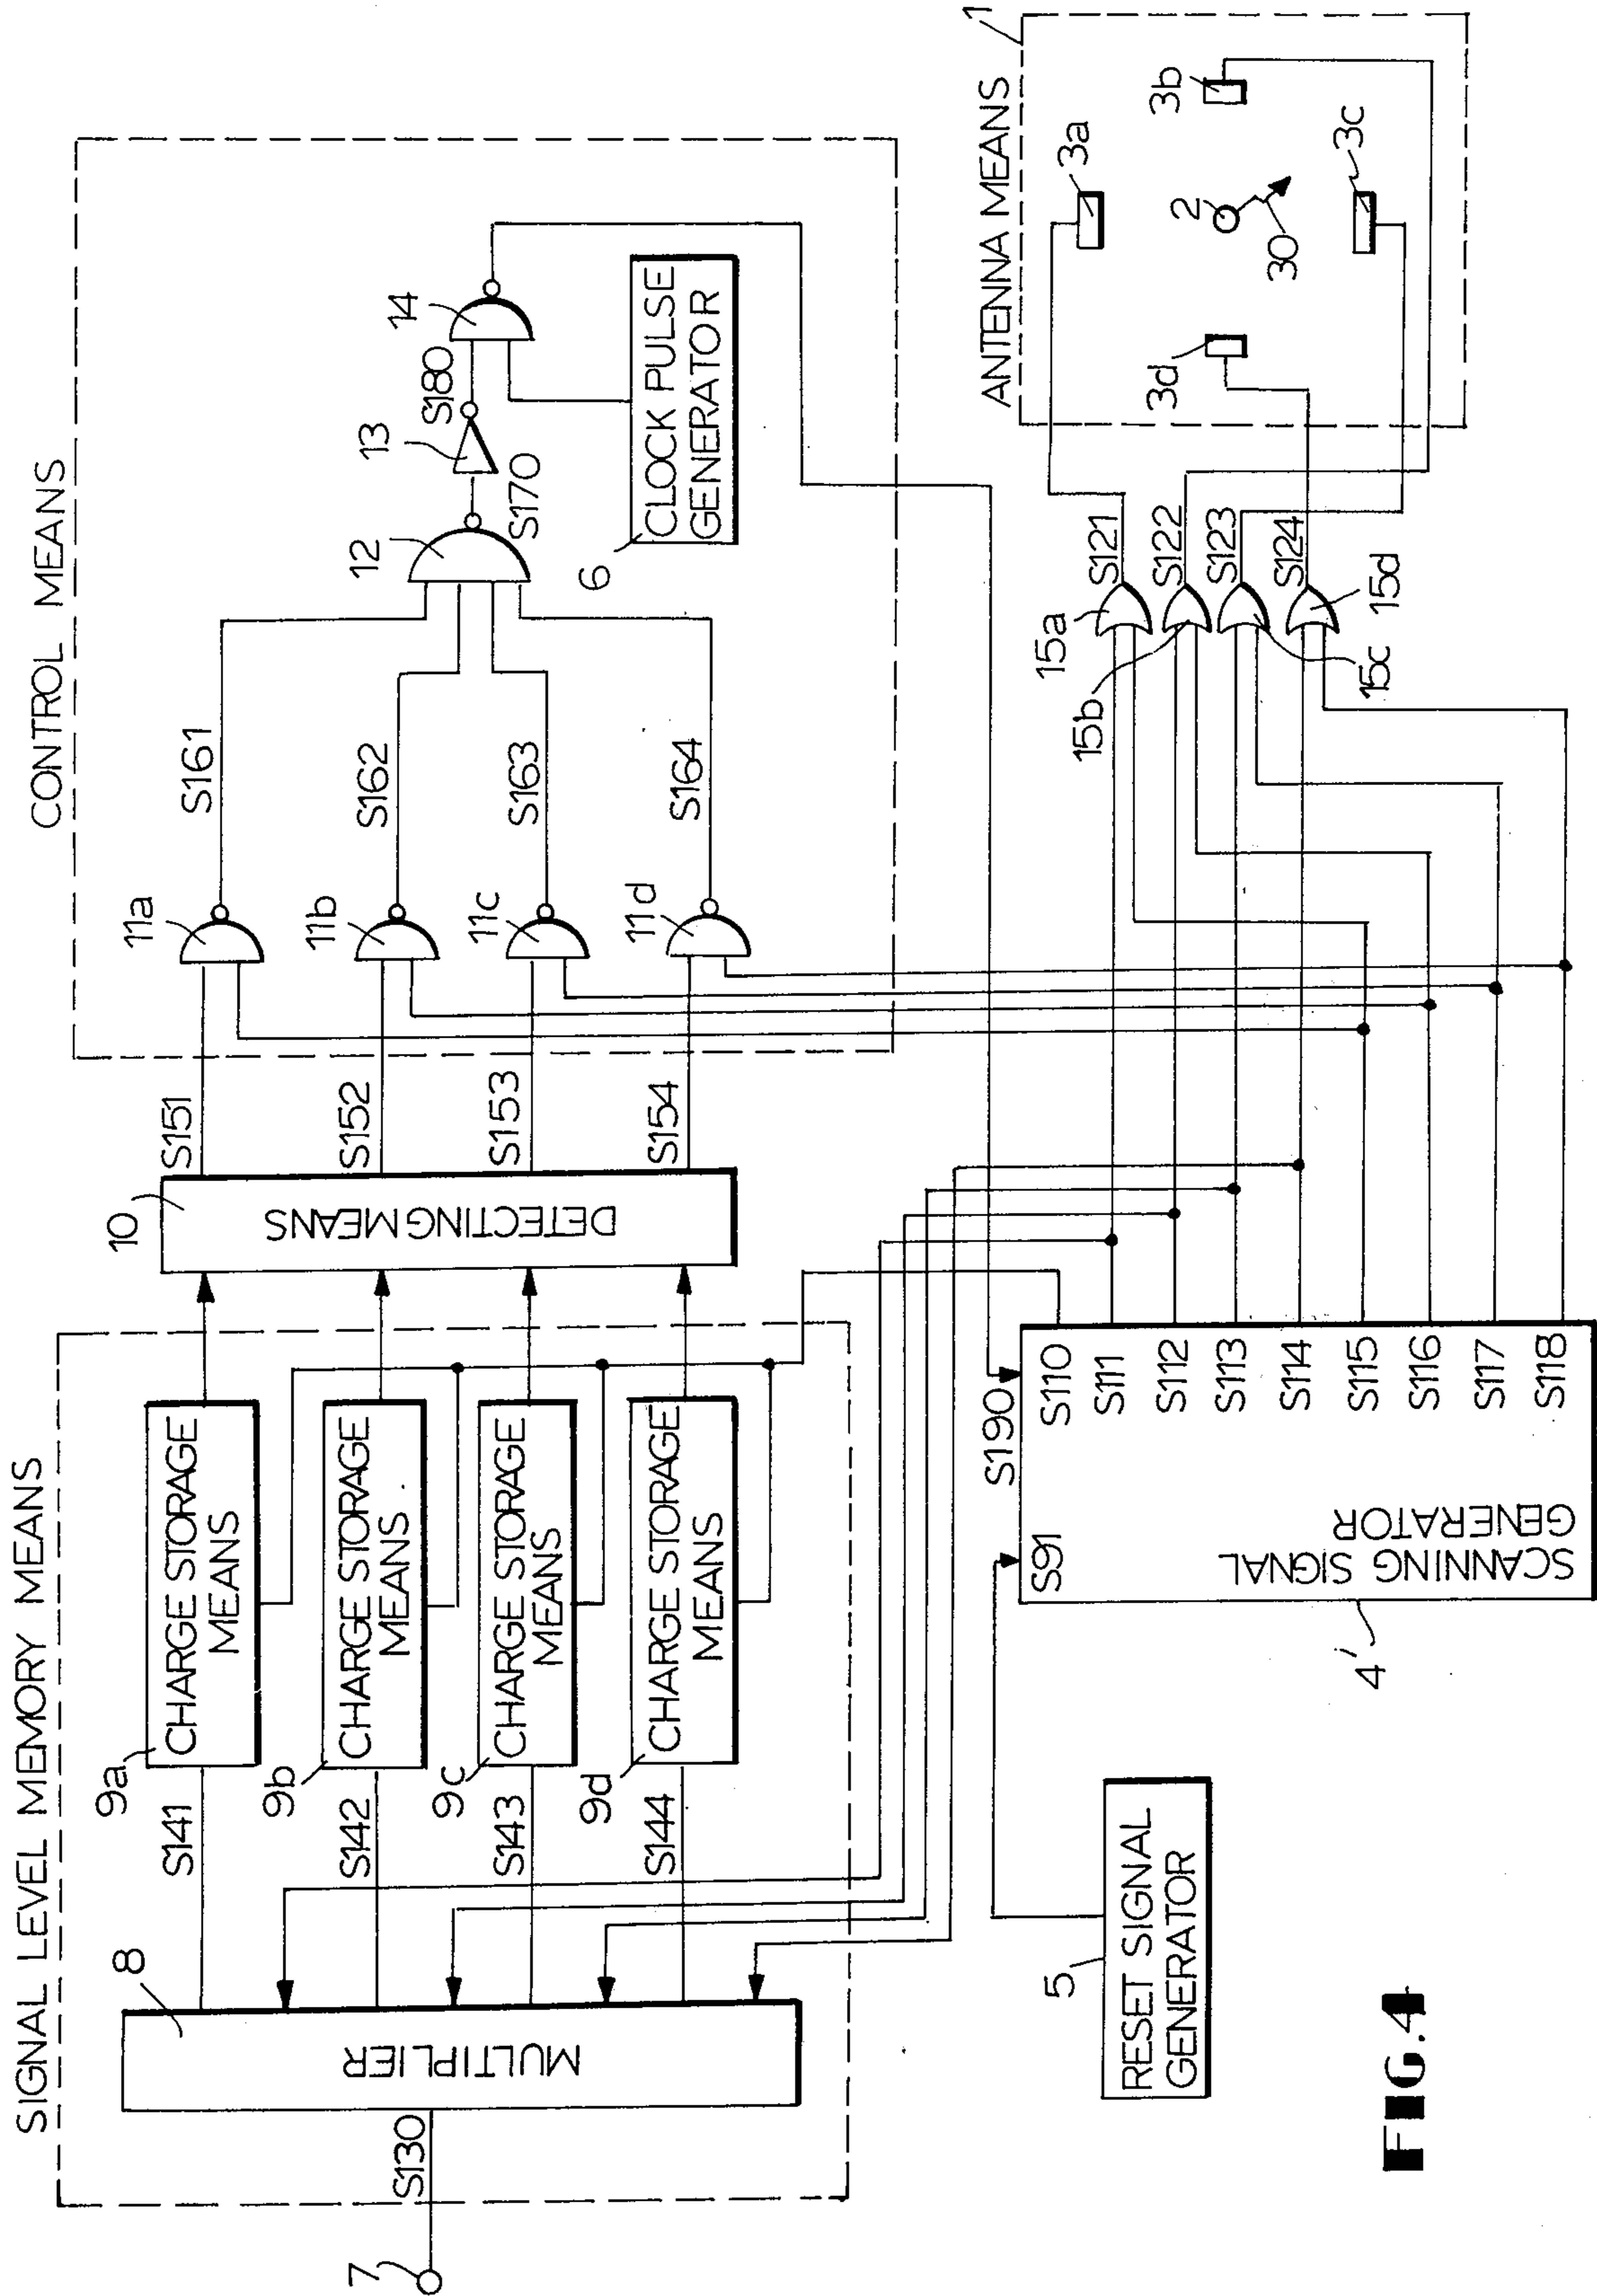 SIGNAL LEVEL MEMORY MEANS
7
S130
8
MULTIPLIER
S141
S142
S143
S144
9a
CHARGE STORAGE
MEANS
9b
CHARGE STORAGE
MEANS
9c
CHARGE STORAGE
MEANS
9d
CHARGE STORAGE
MEANS
10
DETECTING MEANS
S151
S152
S153
S154
CONTROL MEANS
11a
11b
11c
11d
S161
S162
S163
S164
12
S170
13
S180
14
6
CLOCK PULSE
GENERATOR
5
RESET SIGNAL
GENERATOR
4'
SCANNING SIGNAL
GENERATOR
S91
S190
S110
S111
S112
S113
S114
S115
S116
S117
S118
15a
15b
15c
15d
S121
S122
S123
S124
ANTENNA MEANS
1
3a
3b
3c
3d
2
30
FIG.4